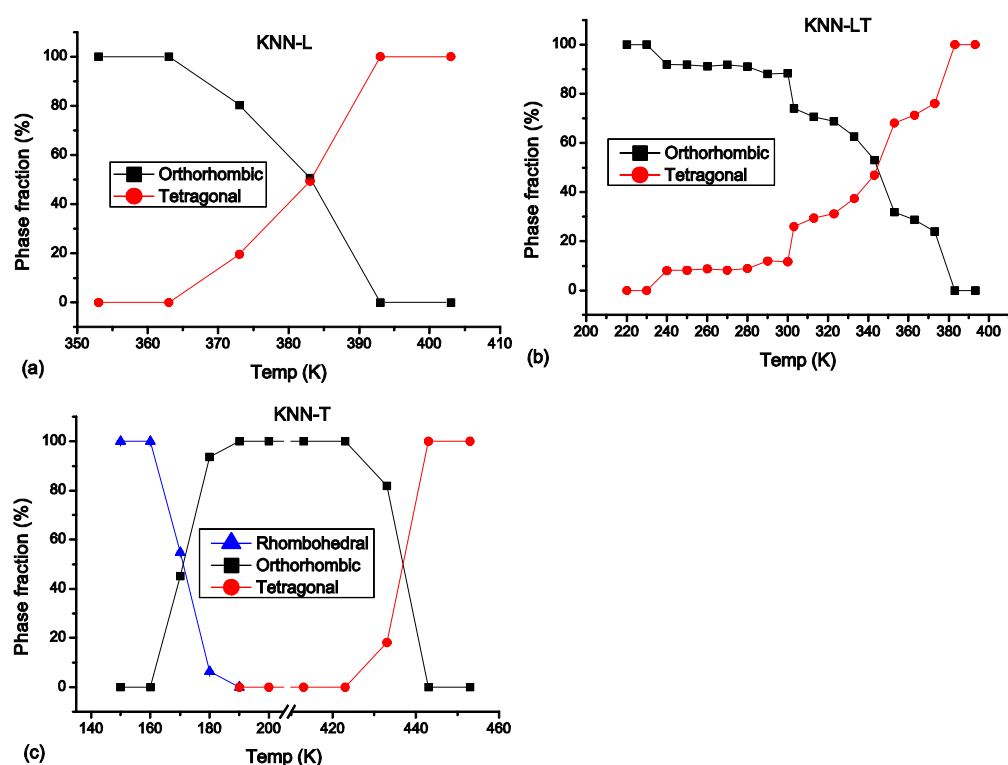 KNN-L
100
80
60
40
20
0
Phase fraction (%)
Orthorhombic
Tetragonal
350 360 370 380 390 400 410
Temp (K)
(a)
KNN-LT
100
80
60
40
20
0
Phase fraction (%)
Orthorhombic
Tetragonal
200 220 240 260 280 300 320 340 360 380 400
Temp (K)
(b)
KNN-T
100
80
60
40
20
0
Phase fraction (%)
Rhombohedral
Orthorhombic
Tetragonal
140 160 180 200 420 440 460
Temp (K)
(c)